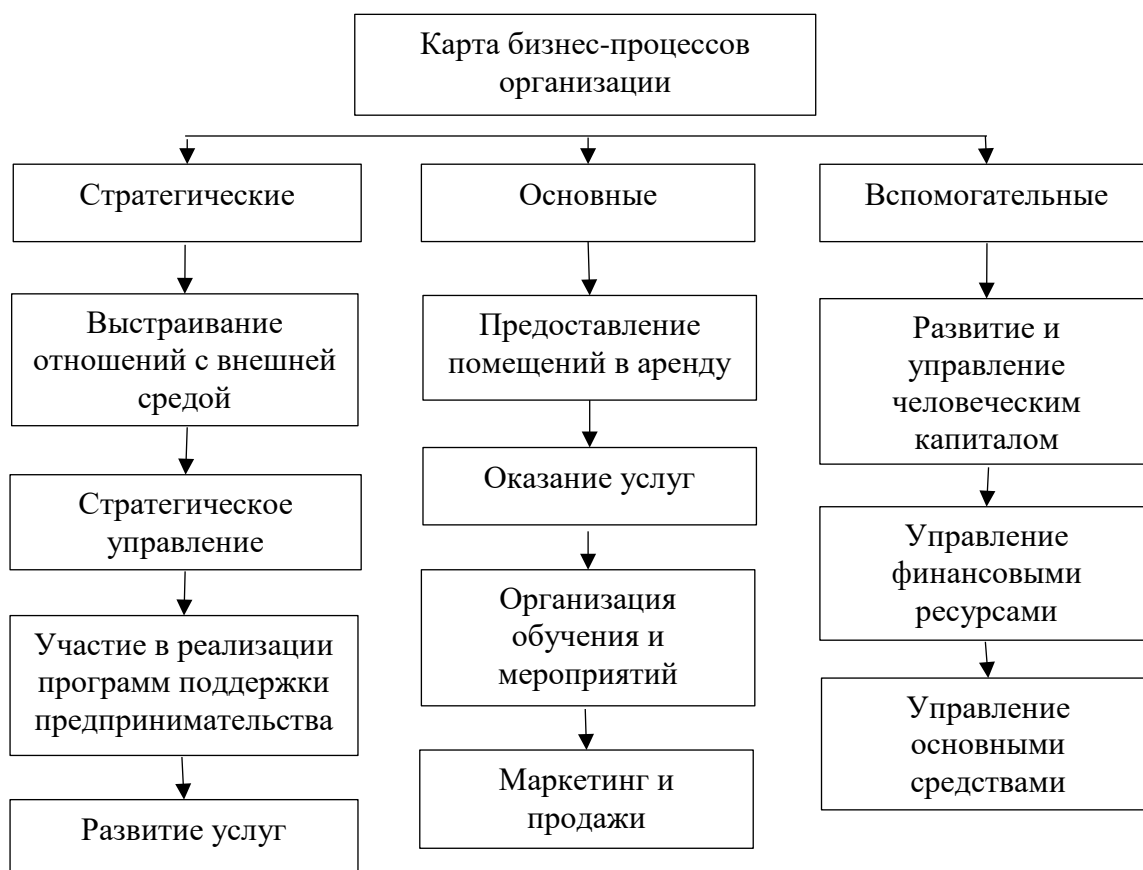 Карта бизнес-процессов
организации
Стратегические
Основные
Вспомогательные
Выстраивание
отношений с внешней
средой
Предоставление
помещений в аренду
Развитие и
управление
человеческим
капиталом
Стратегическое
управление
Оказание услуг
Управление
финансовыми
ресурсами
Участие в реализации
программ поддержки
предпринимательства
Организация
обучения и
мероприятий
Управление
основными
средствами
Развитие услуг
Маркетинг и
продажи